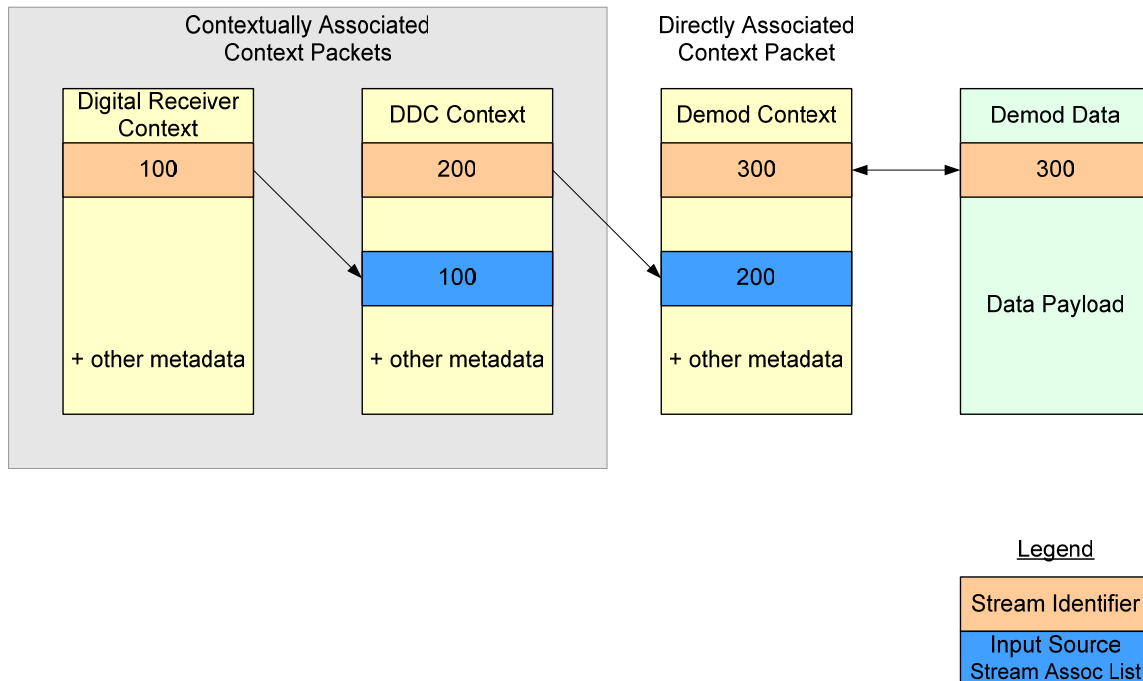 Contextually Associated
Context Packets
Directly Associated
Context Packet
Digital Receiver
Context
100
+ other metadata
DDC Context
200
100
+ other metadata
Demod Context
300
200
+ other metadata
Demod Data
300
Data Payload
Legend
Stream Identifier
Input Source
Stream Assoc List